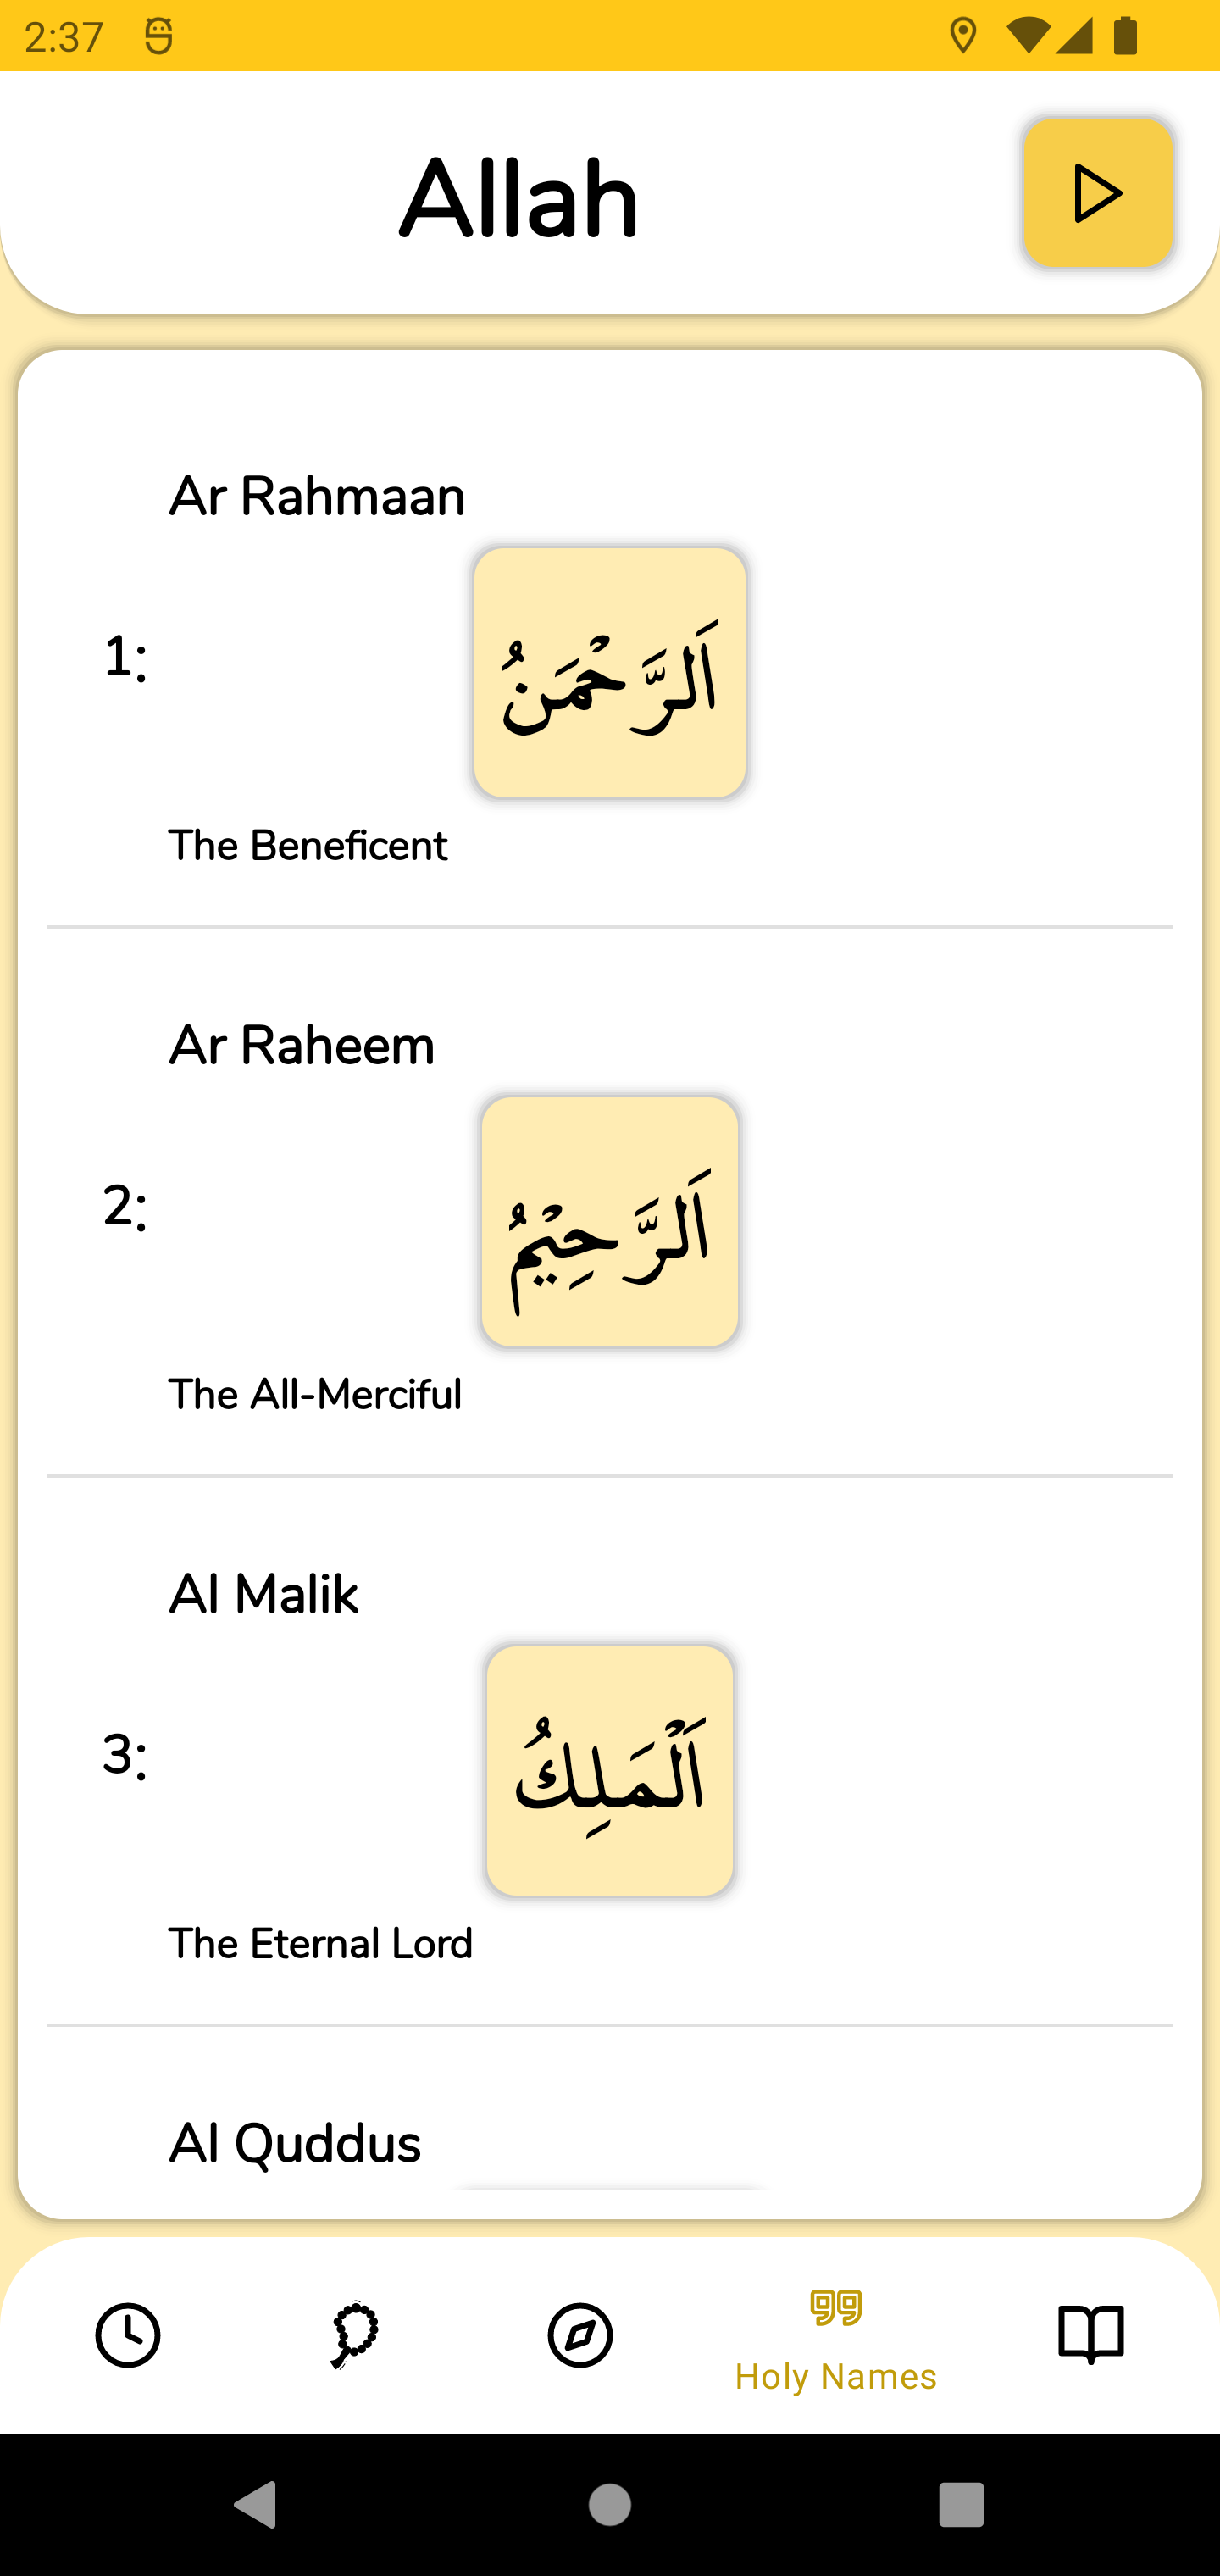 2:37
Allah
Ar Rahmaan
1:
اَلرَّحْمَنُ
The Beneficent
Ar Raheem
2:
اَلرَّحِيْمُ
The All-Merciful
Al Malik
3:
اَلْمَلِكُ
The Eternal Lord
Al Quddus
Holy Names